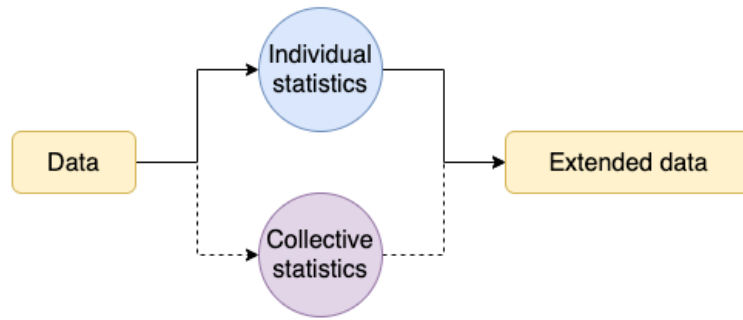 Individual
statistics
Data
Extended data
Collective
statistics